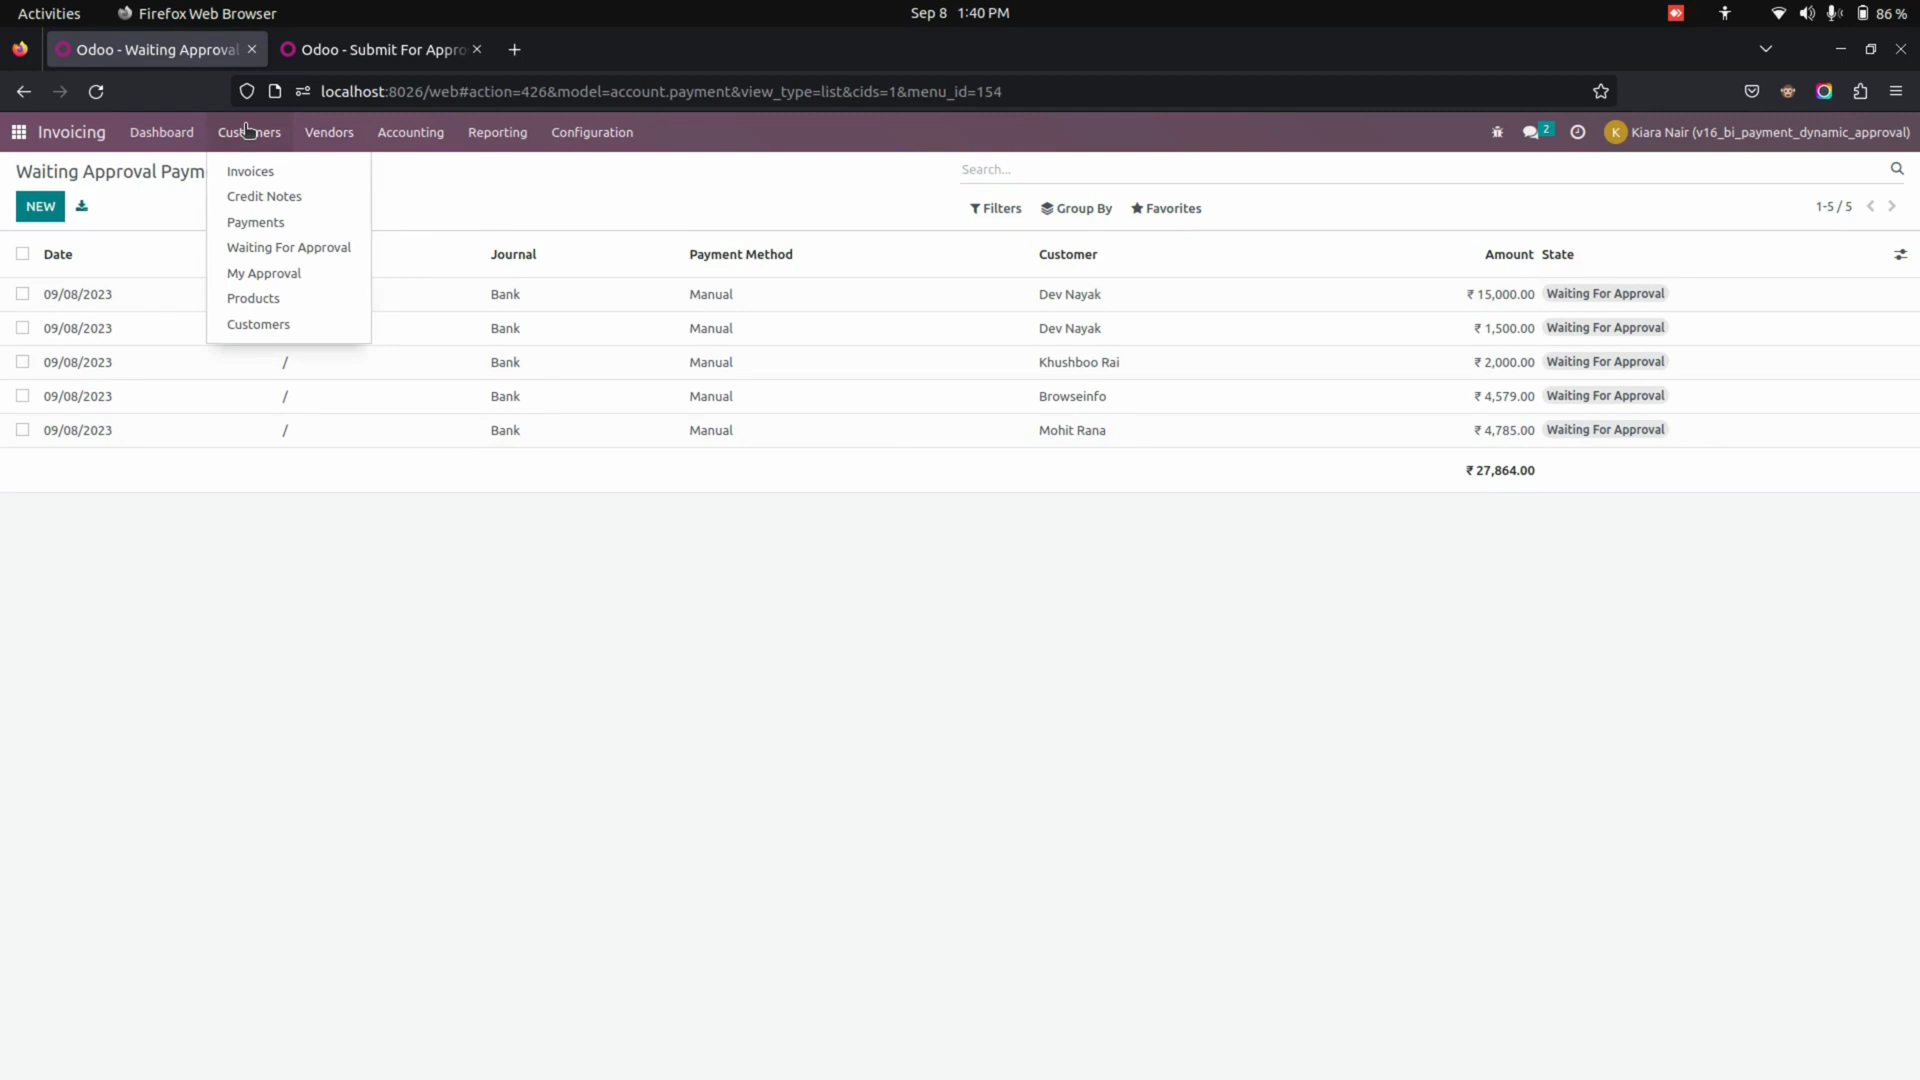 Activities Firefox Web Browser Sep 8 1:40 PM 86 %
Odoo - Waiting Approval Odoo - Submit For Appro
localhost:8026/web#action=426&model=account.payment&view_type=list&cids=1&menu_id=154
Invoicing Dashboard Customers Vendors Accounting Reporting Configuration 2 K Kiara Nair (v16_bi_payment_dynamic_approval)
Waiting Approval Paym Search...
NEW Filters Group By Favorites 1-5 / 5
Invoices
Credit Notes
Payments
Waiting For Approval
My Approval
Products
Customers
Date Journal Payment Method Customer Amount State
09/08/2023 Bank Manual Dev Nayak ₹ 15,000.00 Waiting For Approval
09/08/2023 Bank Manual Dev Nayak ₹ 1,500.00 Waiting For Approval
09/08/2023 / Bank Manual Khushboo Rai ₹ 2,000.00 Waiting For Approval
09/08/2023 / Bank Manual Browseinfo ₹ 4,579.00 Waiting For Approval
09/08/2023 / Bank Manual Mohit Rana ₹ 4,785.00 Waiting For Approval
₹ 27,864.00